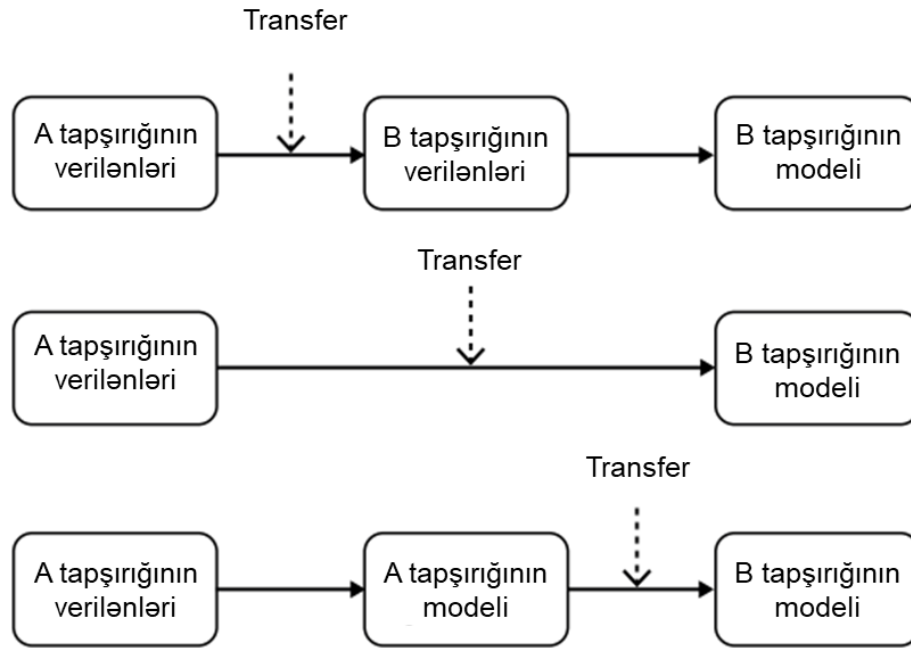 Transfer
A tapşırığının
verilənləri
B tapşırığının
verilənləri
B tapşırığının
modeli
Transfer
A tapşırığının
verilənləri
B tapşırığının
modeli
Transfer
A tapşırığının
verilənləri
A tapşırığının
modeli
B tapşırığının
modeli